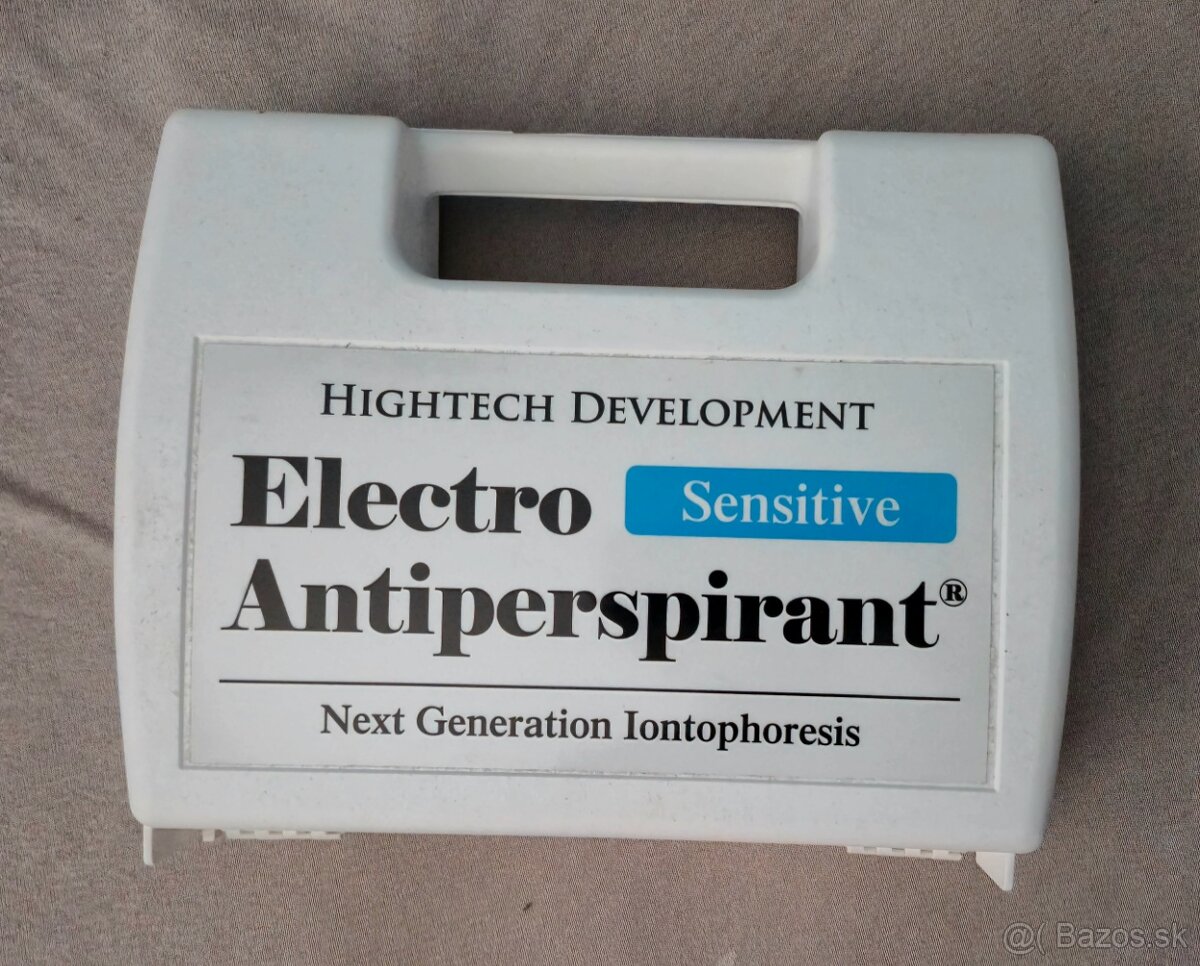 HIGHTECH DEVELOPMENT
Electro Sensitive
Antiperspirant®
Next Generation Iontophoresis
@( Bazos.sk